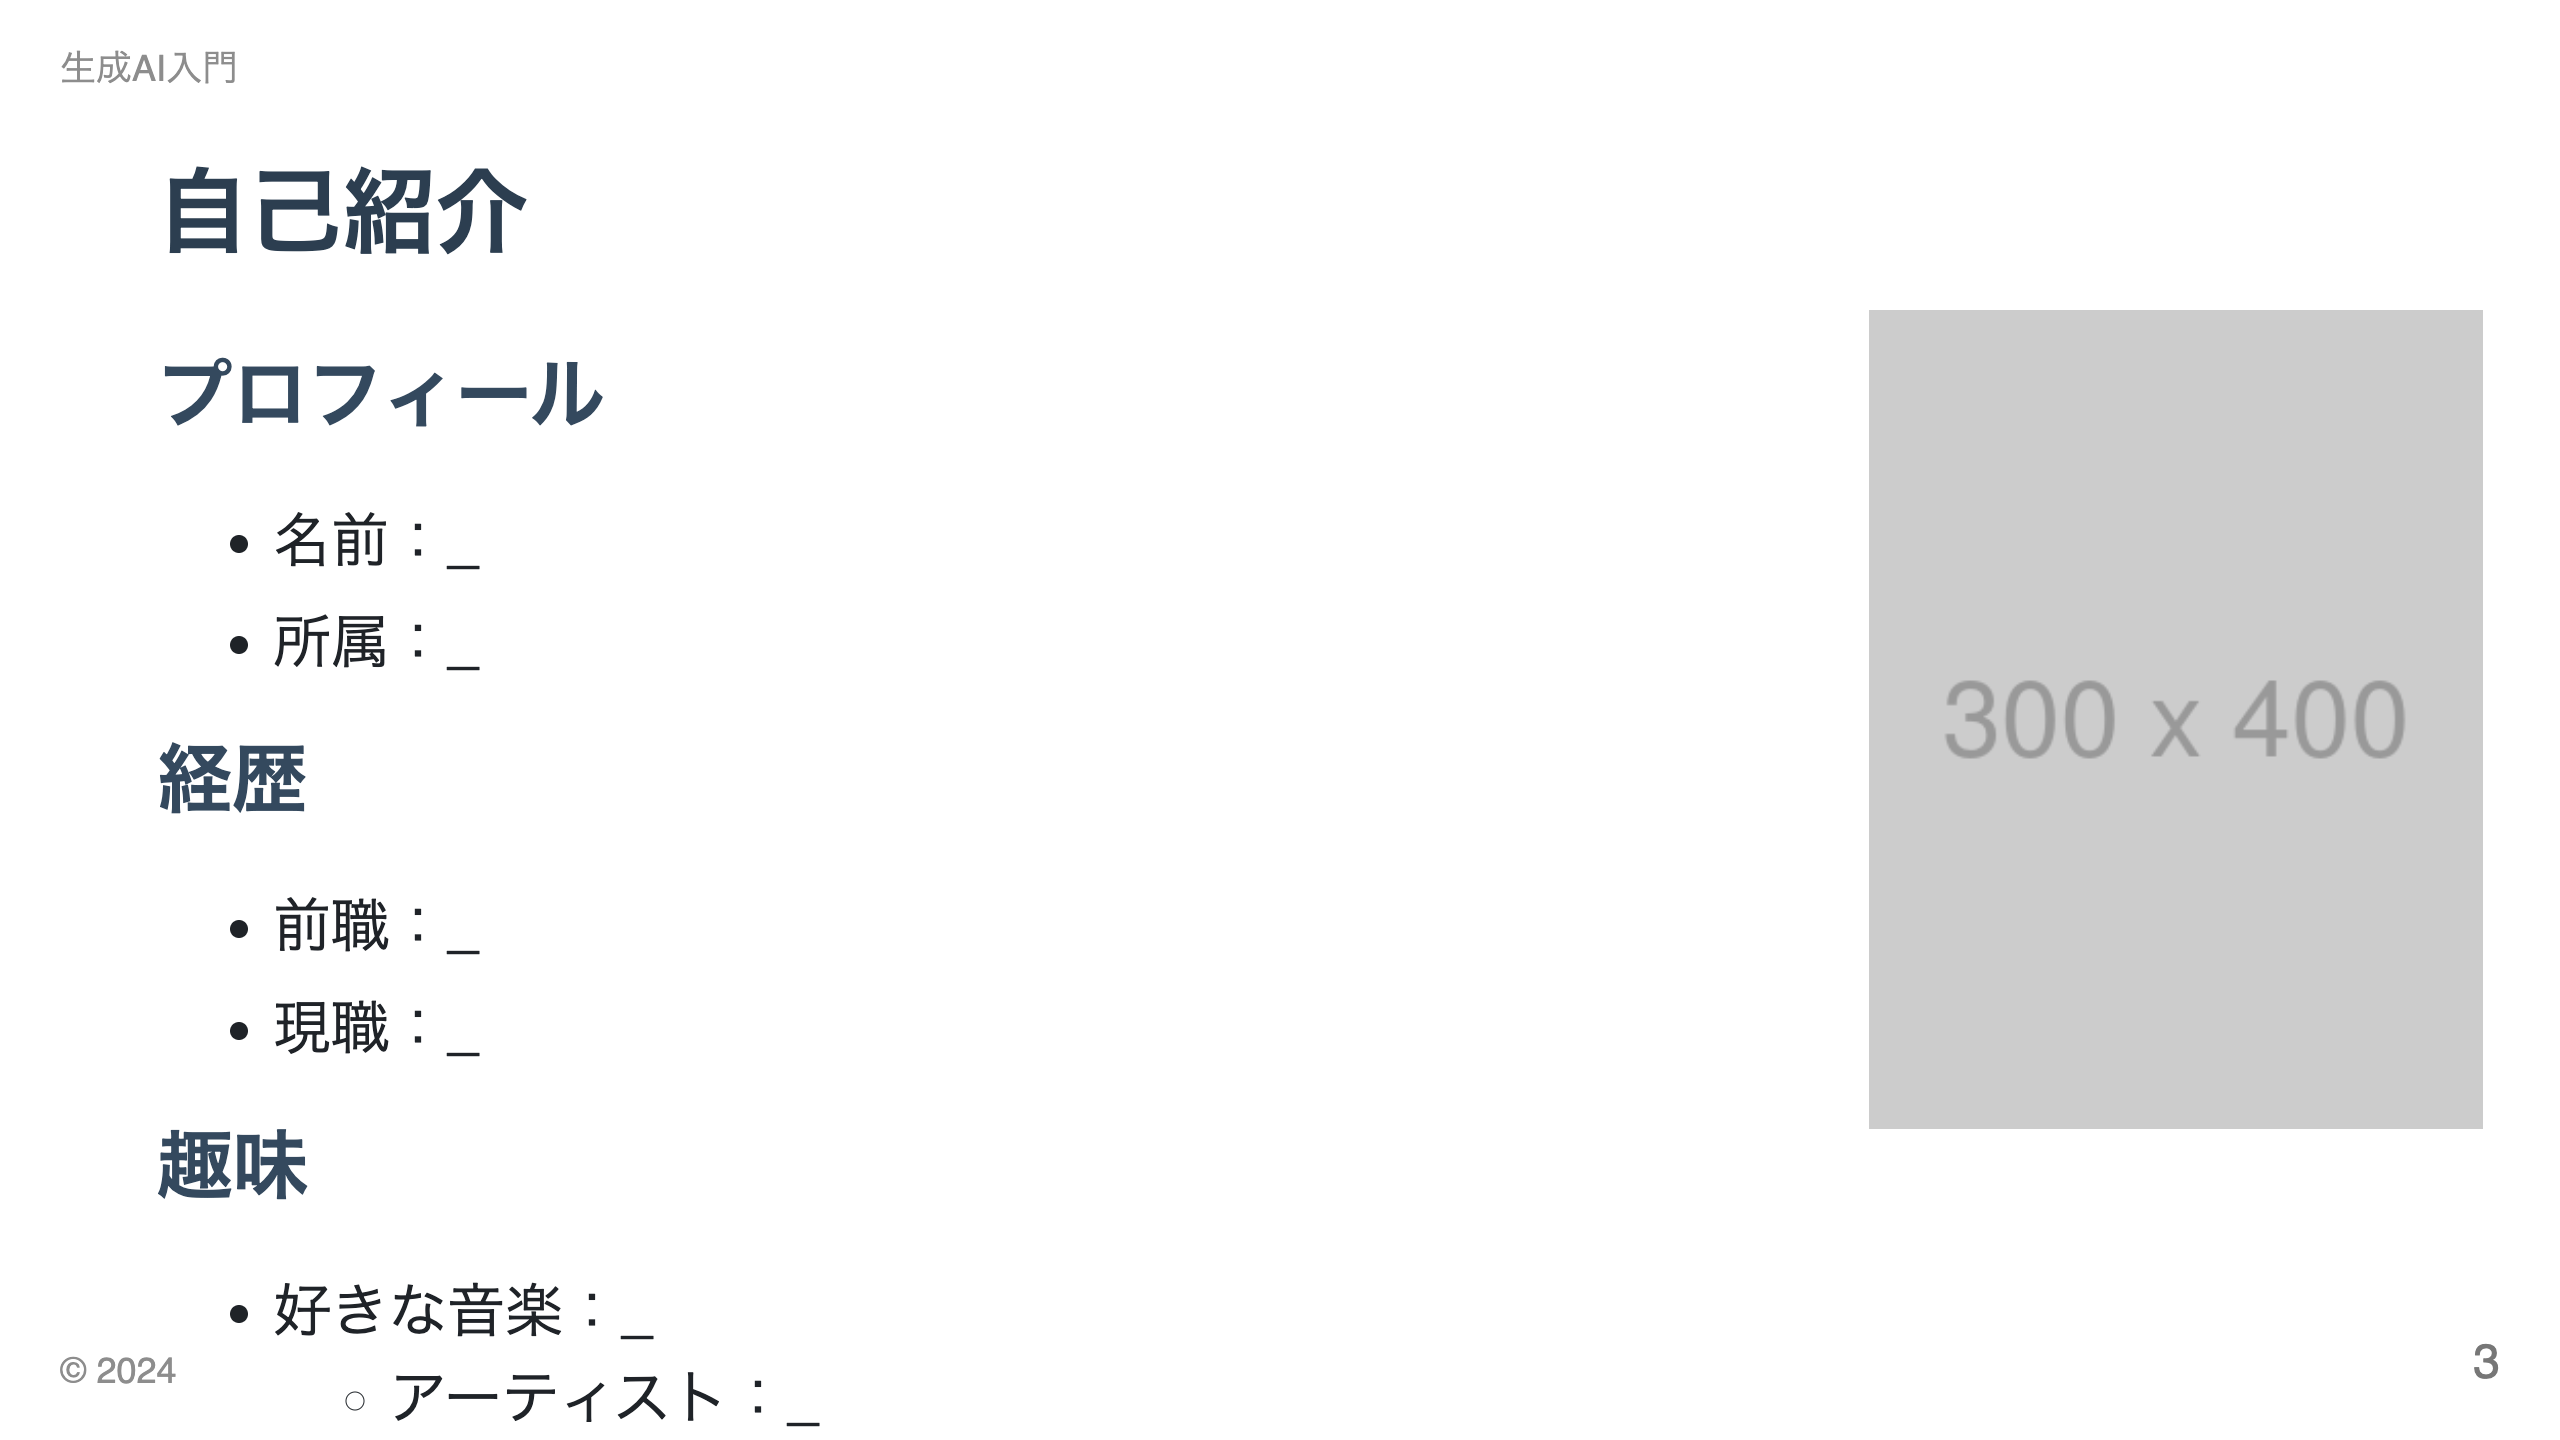 生成AI入門
自己紹介
プロフィール
• 名前：_
• 所属：_
経歴
• 前職：_
• 現職：_
趣味
• 好きな音楽：_
◦ アーティスト：_
300 x 400
© 2024
3